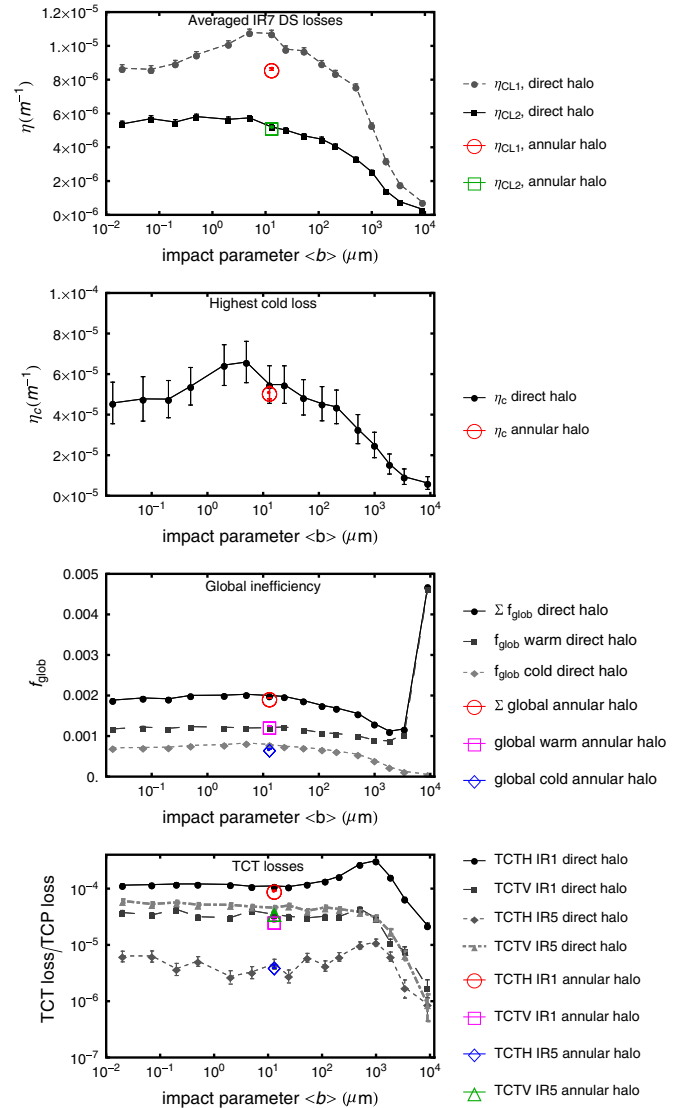 Averaged IR7 DS losses
1.2×10⁻⁵
1.×10⁻⁵
8.×10⁻⁶
6.×10⁻⁶
4.×10⁻⁶
2.×10⁻⁶
0×10⁻⁶
η(m⁻¹)
10⁻² 10⁻¹ 10⁰ 10¹ 10² 10³ 10⁴
impact parameter <b> (μm)
η_CL1, direct halo
η_CL2, direct halo
η_CL1, annular halo
η_CL2, annular halo
Highest cold loss
1.×10⁻⁴
8×10⁻⁵
6×10⁻⁵
4×10⁻⁵
2×10⁻⁵
0×10⁻⁵
η_c(m⁻¹)
10⁻¹ 10⁰ 10¹ 10² 10³ 10⁴
impact parameter <b> (μm)
η_c direct halo
η_c annular halo
Global inefficiency
0.005
0.004
0.003
0.002
0.001
0.
f_glob
10⁻¹ 10⁰ 10¹ 10² 10³ 10⁴
impact parameter <b> (μm)
Σ f_glob direct halo
f_glob warm direct halo
f_glob cold direct halo
Σ global annular halo
global warm annular halo
global cold annular halo
TCT losses
10⁻⁴
10⁻⁵
10⁻⁶
10⁻⁷
TCT loss/TCP loss
10⁻² 10⁻¹ 10⁰ 10¹ 10² 10³ 10⁴
impact parameter <b> (μm)
TCTH IR1 direct halo
TCTV IR1 direct halo
TCTH IR5 direct halo
TCTV IR5 direct halo
TCTH IR1 annular halo
TCTV IR1 annular halo
TCTH IR5 annular halo
TCTV IR5 annular halo